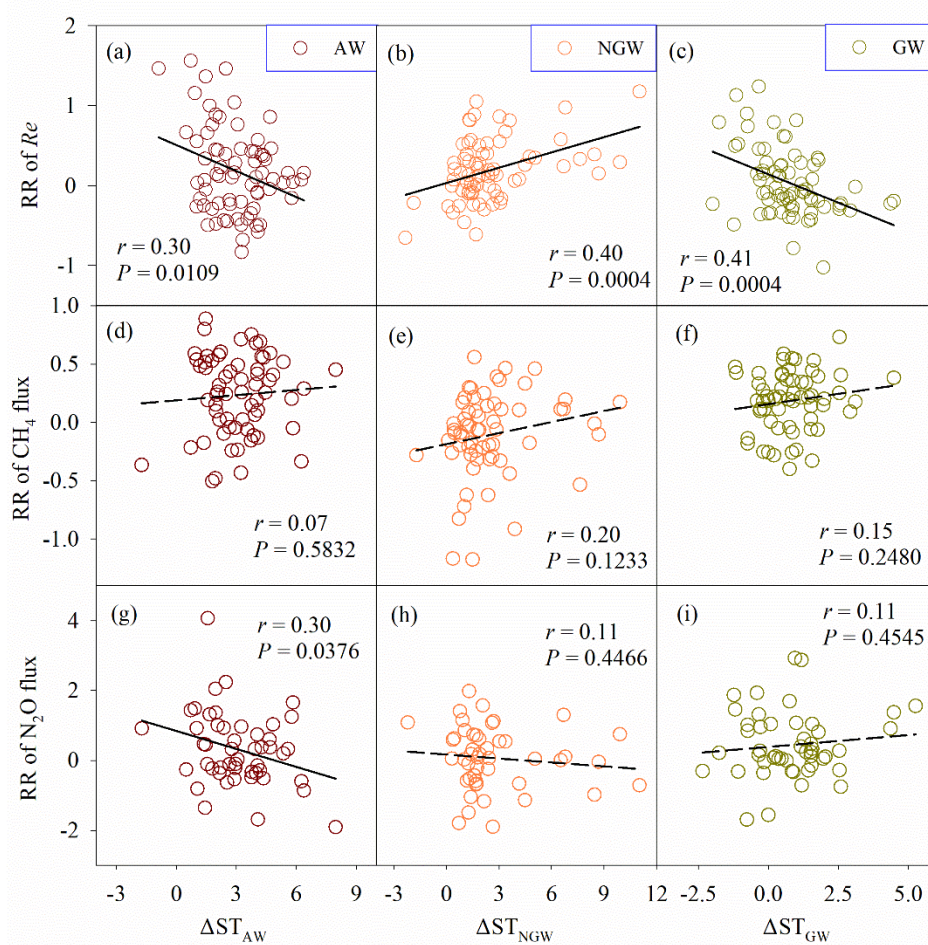 (a) AW
(b) NGW
(c) GW
2
1
0
-1
RR of Re
r = 0.30
P = 0.0109
r = 0.40
P = 0.0004
r = 0.41
P = 0.0004
(d)
(e)
(f)
1.0
0.5
0.0
-0.5
-1.0
RR of CH₄ flux
r = 0.07
P = 0.5832
r = 0.20
P = 0.1233
r = 0.15
P = 0.2480
(g)
(h)
(i)
4
2
0
-2
RR of N₂O flux
r = 0.30
P = 0.0376
r = 0.11
P = 0.4466
r = 0.11
P = 0.4545
-3 0 3 6 9
-3 0 3 6 9 12
-2.5 0.0 2.5 5.0
ΔST_AW
ΔST_NGW
ΔST_GW